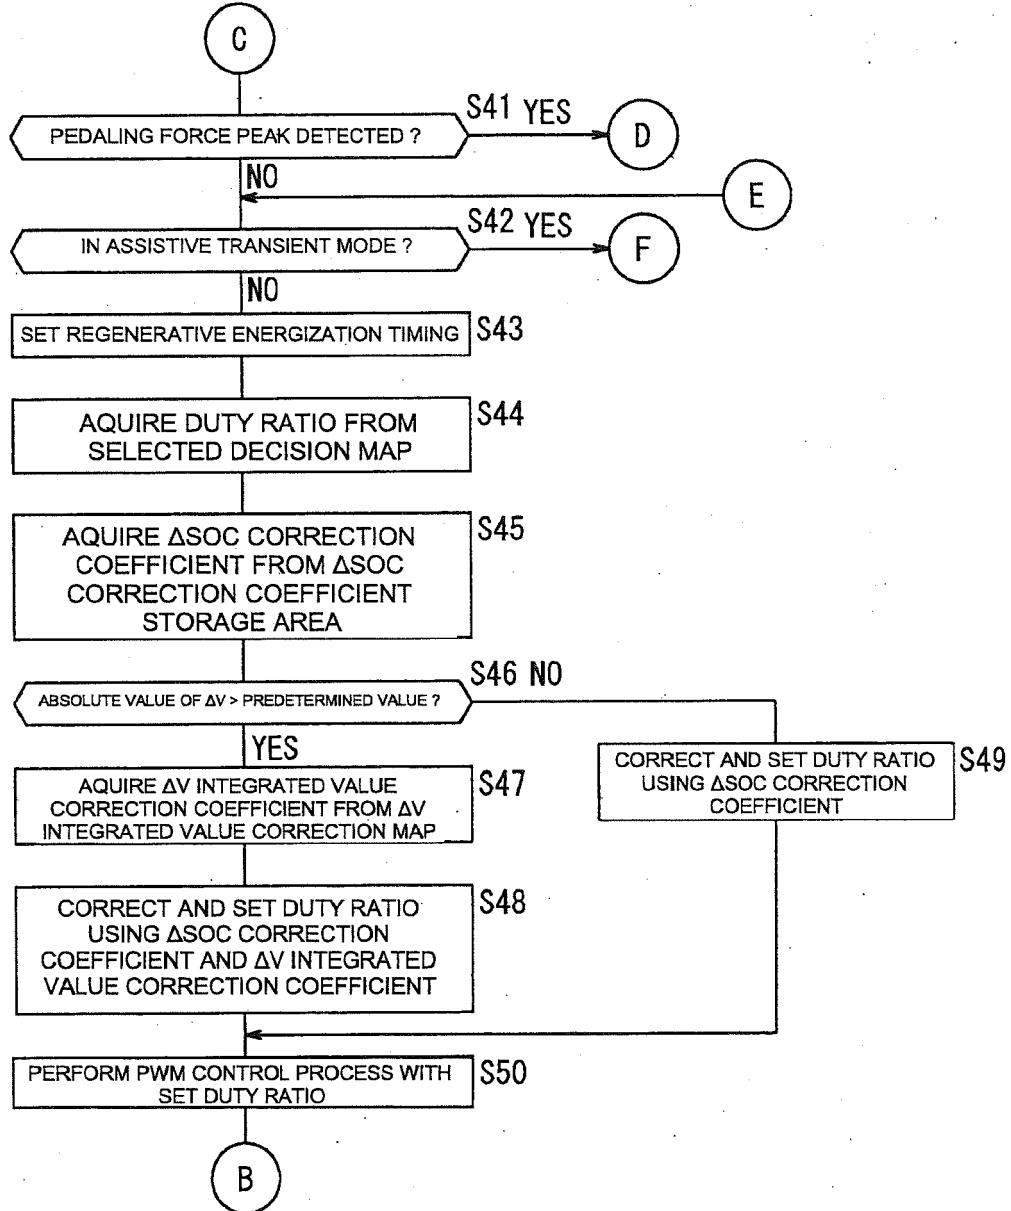 C
PEDALING FORCE PEAK DETECTED ?
S41 YES
D
NO
E
IN ASSISTIVE TRANSIENT MODE ?
S42 YES
F
NO
SET REGENERATIVE ENERGIZATION TIMING
S43
AQUIRE DUTY RATIO FROM
SELECTED DECISION MAP
S44
AQUIRE ΔSOC CORRECTION
COEFFICIENT FROM ΔSOC
CORRECTION COEFFICIENT
STORAGE AREA
S45
ABSOLUTE VALUE OF ΔV > PREDETERMINED VALUE ?
S46 NO
YES
AQUIRE ΔV INTEGRATED VALUE
CORRECTION COEFFICIENT FROM ΔV
INTEGRATED VALUE CORRECTION MAP
S47
CORRECT AND SET DUTY RATIO
USING ΔSOC CORRECTION
COEFFICIENT
S49
CORRECT AND SET DUTY RATIO
USING ΔSOC CORRECTION
COEFFICIENT AND ΔV INTEGRATED
VALUE CORRECTION COEFFICIENT
S48
PERFORM PWM CONTROL PROCESS WITH
SET DUTY RATIO
S50
B